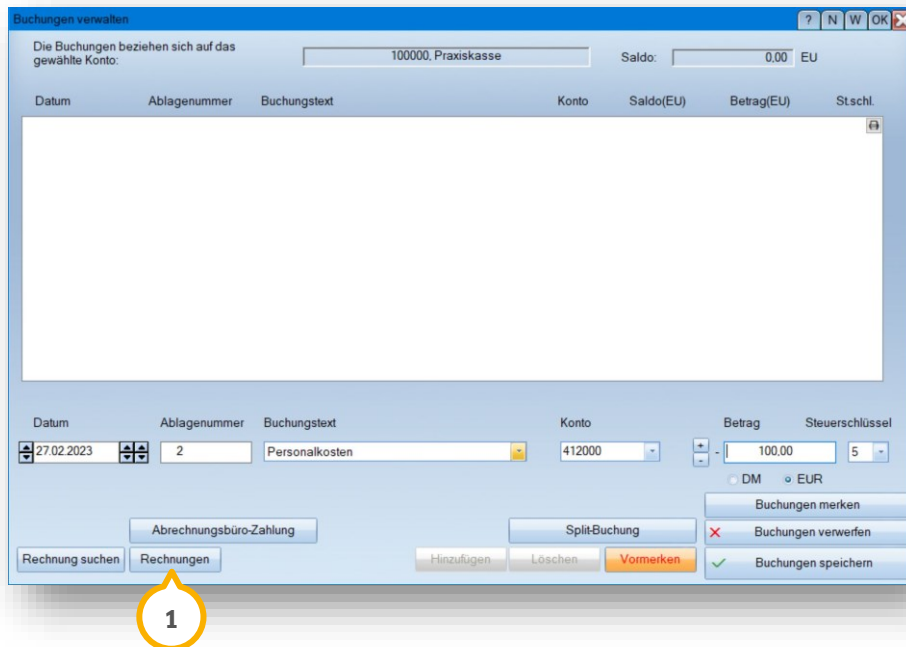 Buchungen verwalten ? N W OK
Die Buchungen beziehen sich auf das
gewählte Konto: 100000, Praxiskasse Saldo: 0,00 EU
Datum Ablagenummer Buchungstext Konto Saldo(EU) Betrag(EU) St.schl.
Datum Ablagenummer Buchungstext Konto Betrag Steuerschlüssel
27.02.2023 2 Personalkosten 412000 + - - 100,00 5
DM EUR
Buchungen merken
Abrechnungsbüro-Zahlung Split-Buchung Buchungen verwerfen
Rechnung suchen Rechnungen Hinzufügen Löschen Vormerken Buchungen speichern
1